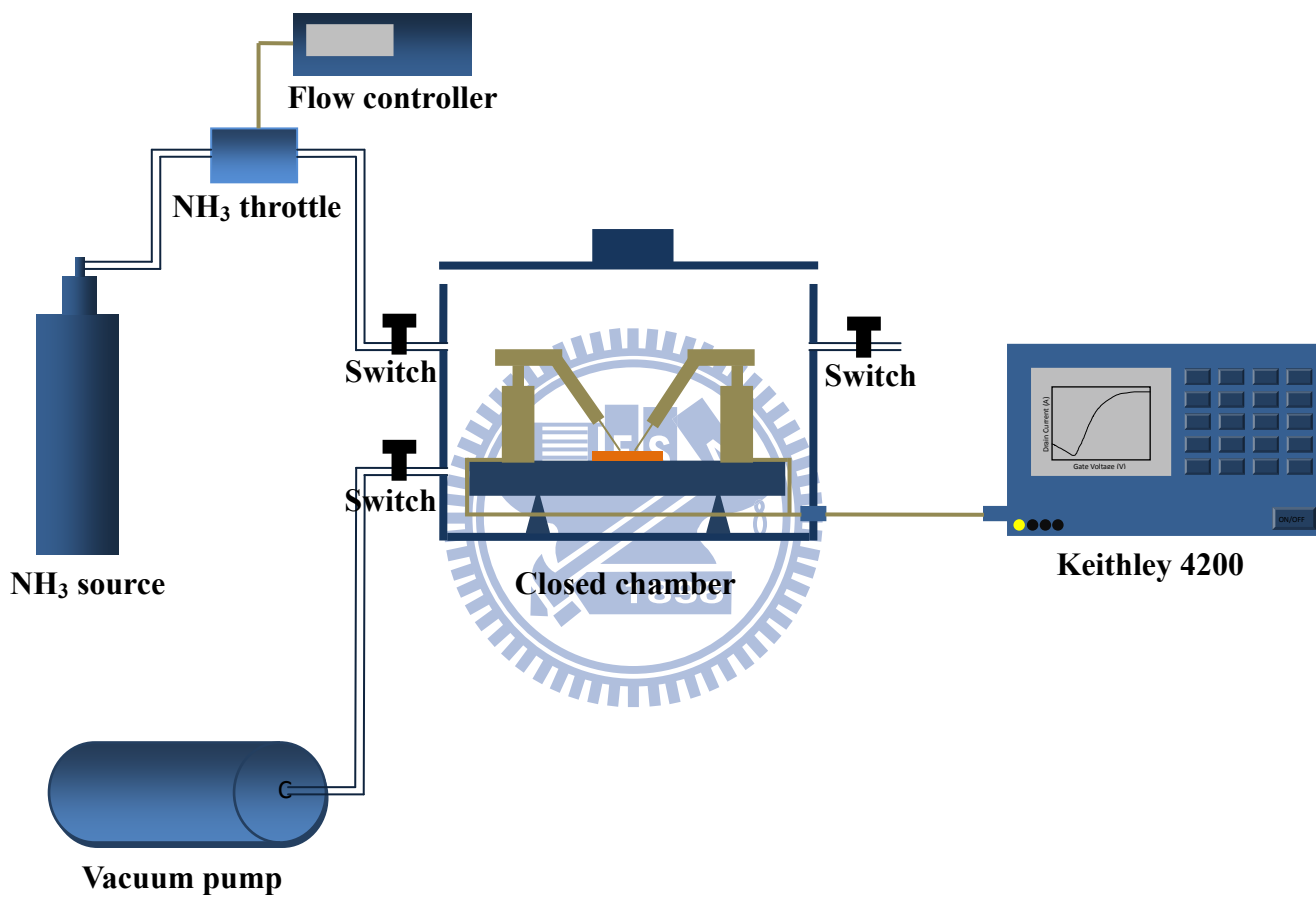 Flow controller
NH₃ throttle
Switch
Switch
Switch
NH₃ source
Closed chamber
Keithley 4200
Vacuum pump
Drain Current (A)
Gate Voltage (V)
ON/OFF
C
1896